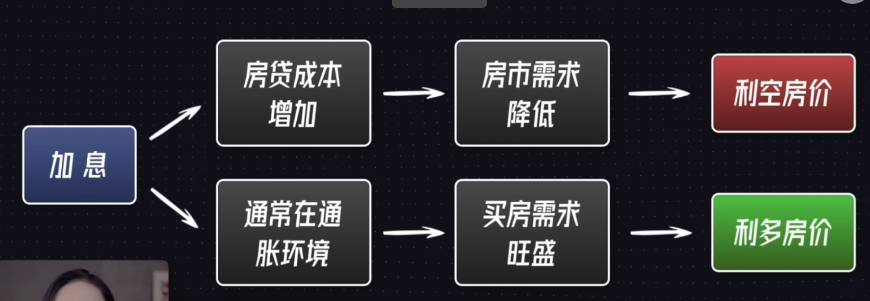 加息
房贷成本
增加
房市需求
降低
利空房价
通常在通
胀环境
买房需求
旺盛
利多房价